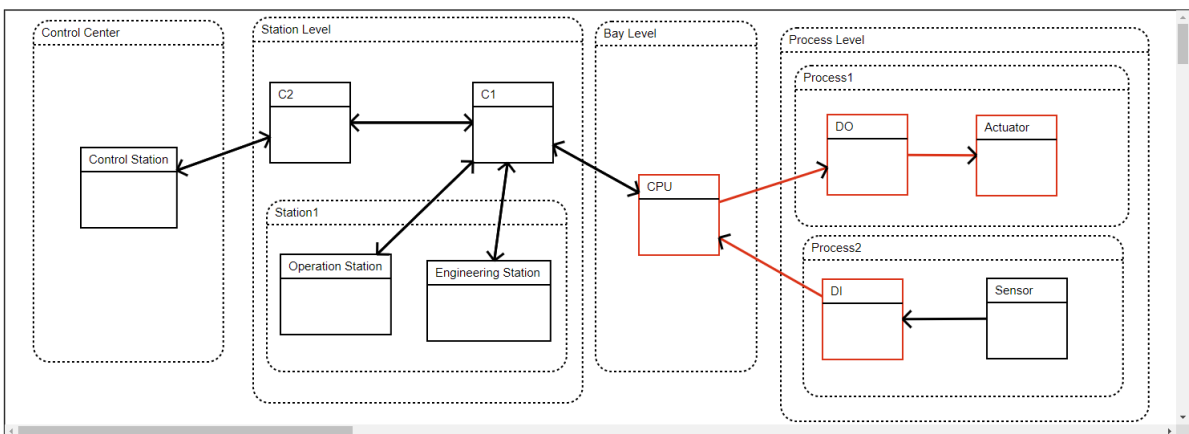 Control Center
Control Station
Station Level
C2
C1
Station1
Operation Station
Engineering Station
Bay Level
CPU
Process Level
Process1
DO
Actuator
Process2
DI
Sensor